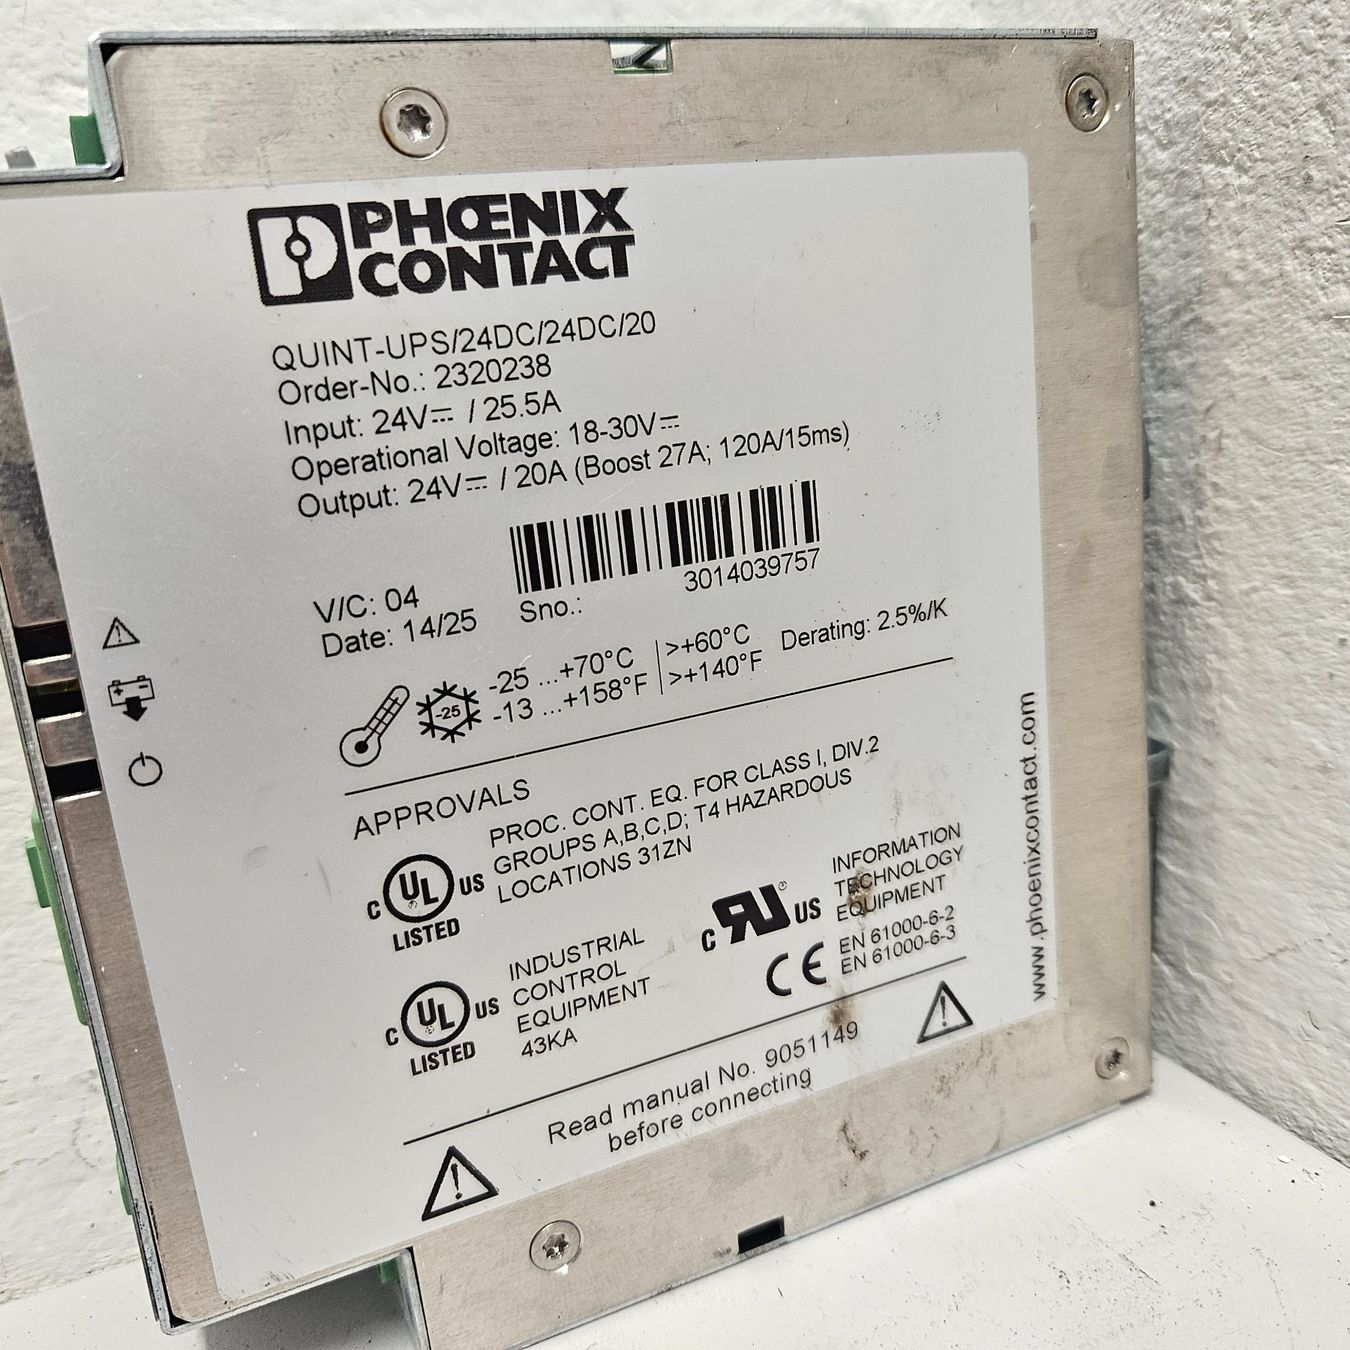 PHŒNIX
CONTACT
QUINT-UPS/24DC/24DC/20
Order-No.: 2320238
Input: 24V⎓ / 25.5A
Operational Voltage: 18-30V⎓
Output: 24V⎓ / 20A (Boost 27A; 120A/15ms)
V/C: 04
Date: 14/25
Sno.:
3014039757
-25 ...+70°C >+60°C Derating: 2.5%/K
-13 ...+158°F >+140°F
-25
APPROVALS
C UL US
LISTED
PROC. CONT. EQ. FOR CLASS I, DIV.2
GROUPS A,B,C,D; T4 HAZARDOUS
LOCATIONS 31ZN
C UL US
LISTED
INDUSTRIAL
CONTROL
EQUIPMENT
43KA
C RU® US
INFORMATION
TECHNOLOGY
EQUIPMENT
CE
EN 61000-6-2
EN 61000-6-3
Read manual No. 9051149
before connecting
www.phoenixcontact.com